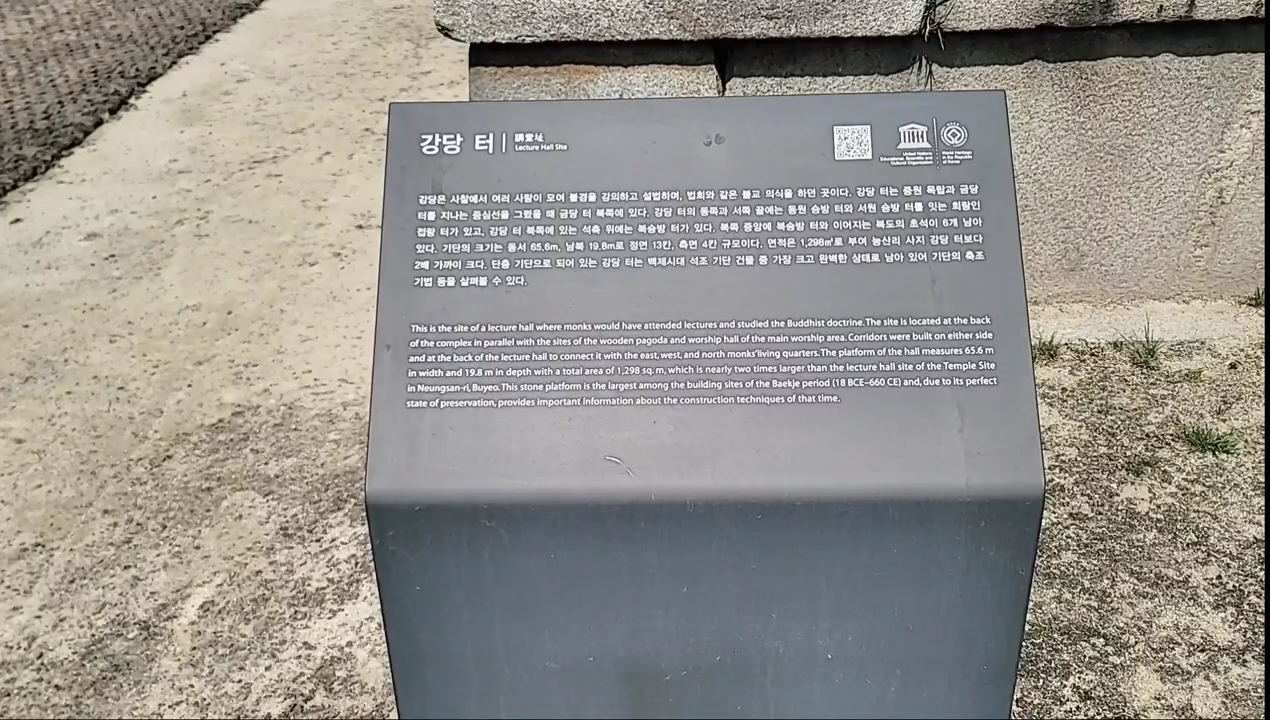 강당 터 | 講堂址
Lecture Hall Site
United Nations
Educational, Scientific and
Cultural Organization
World Heritage
in the Republic
of Korea
강당은 사찰에서 여러 사람이 모여 불경을 강의하고 설법하며, 법회와 같은 불교 의식을 하던 곳이다. 강당 터는 중원 목탑과 금당
터를 지나는 중심선을 그렸을 때 금당 터 북쪽에 있다. 강당 터의 동쪽과 서쪽 끝에는 동원 승방 터와 서원 승방 터를 잇는 회랑인
접랑 터가 있고, 강당 터 북쪽에 있는 석축 위에는 북승방 터가 있다. 북쪽 중앙에 북승방 터와 이어지는 복도의 초석이 6개 남아
있다. 기단의 크기는 동서 65.6m, 남북 19.8m로 정면 13칸, 측면 4칸 규모이다. 면적은 1,298㎡로 부여 능산리 사지 강당 터보다
2배 가까이 크다. 단층 기단으로 되어 있는 강당 터는 백제시대 석조 기단 건물 중 가장 크고 완벽한 상태로 남아 있어 기단의 축조
기법 등을 살펴볼 수 있다.
This is the site of a lecture hall where monks would have attended lectures and studied the Buddhist doctrine. The site is located at the back
of the complex in parallel with the sites of the wooden pagoda and worship hall of the main worship area. Corridors were built on either side
and at the back of the lecture hall to connect it with the east, west, and north monks' living quarters. The platform of the hall measures 65.6 m
in width and 19.8 m in depth with a total area of 1,298 sq. m, which is nearly two times larger than the lecture hall site of the Temple Site
in Neungsan-ri, Buyeo. This stone platform is the largest among the building sites of the Baekje period (18 BCE–660 CE) and, due to its perfect
state of preservation, provides important information about the construction techniques of that time.